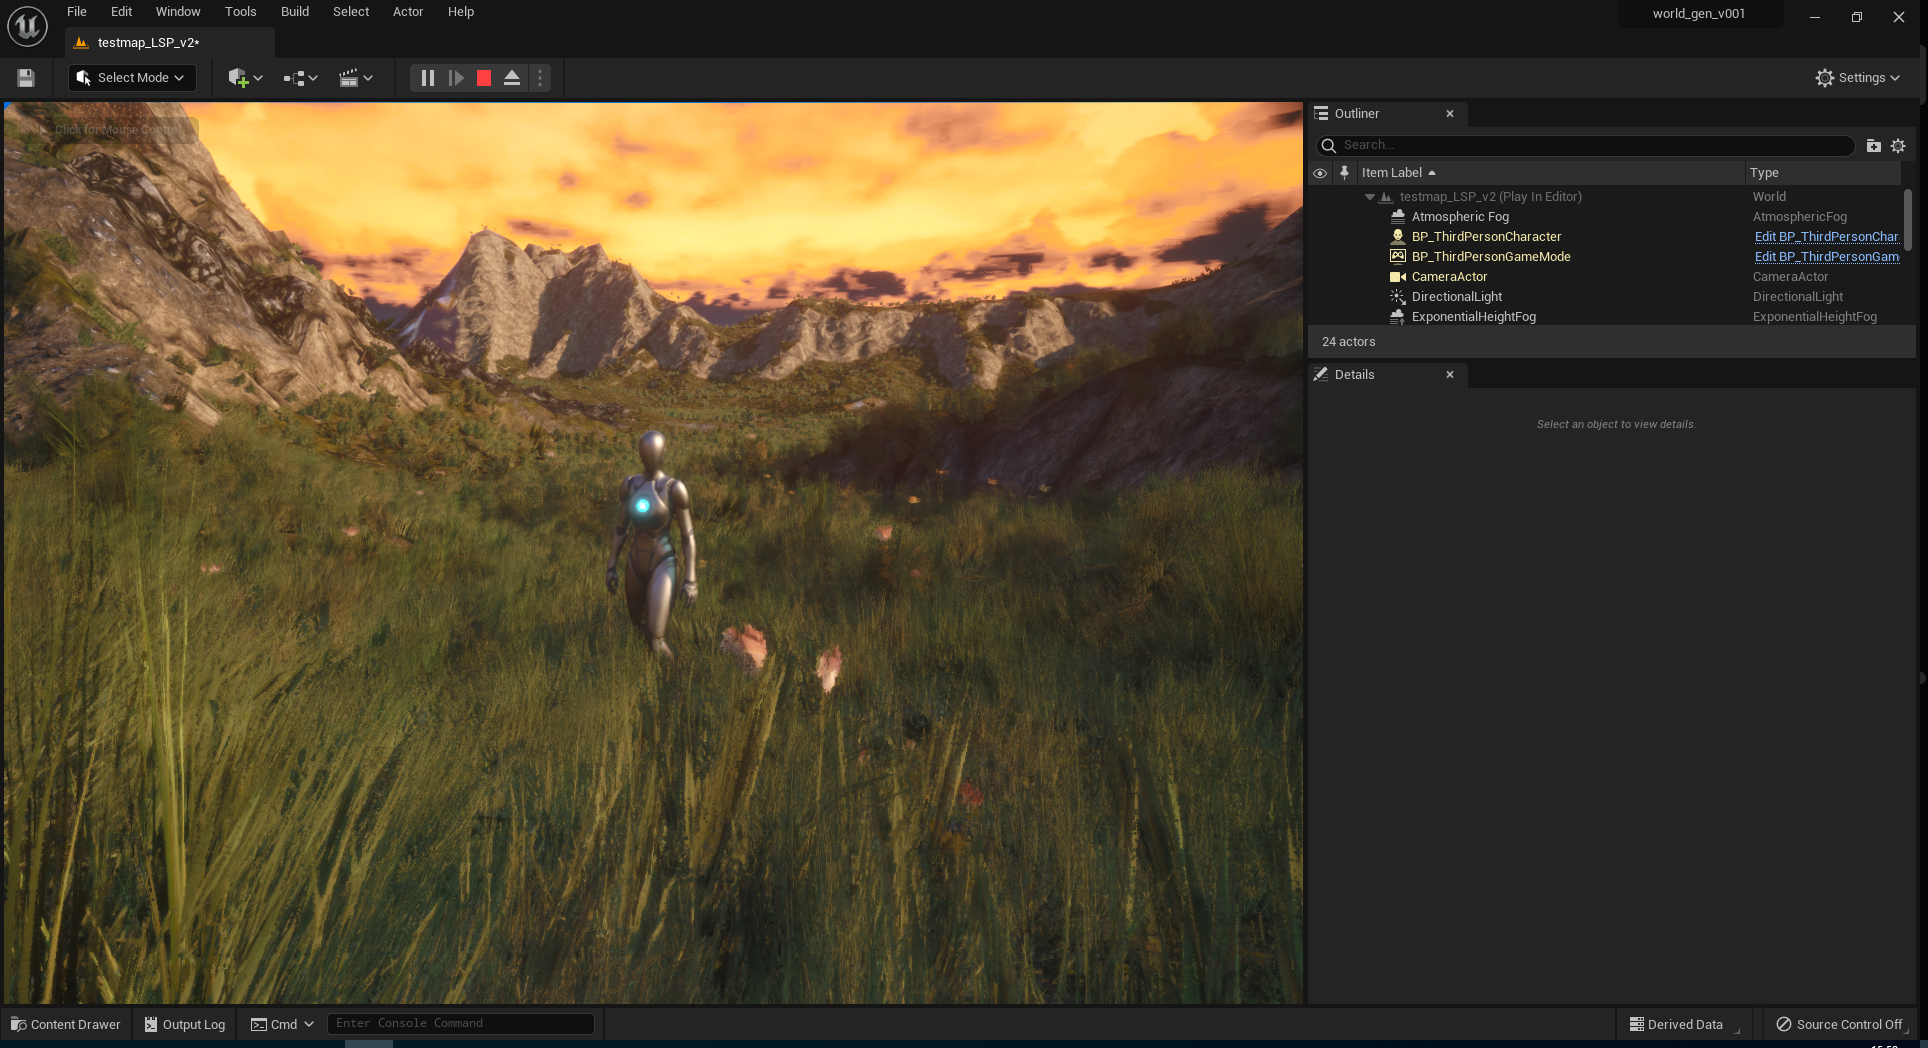 File Edit Window Tools Build Select Actor Help
world_gen_v001
testmap_LSP_v2*
Select Mode
Settings
Click for Mouse Control
Outliner
Search...
Item Label Type
testmap_LSP_v2 (Play In Editor) World
Atmospheric Fog AtmosphericFog
BP_ThirdPersonCharacter Edit BP_ThirdPersonChar
BP_ThirdPersonGameMode Edit BP_ThirdPersonGam
CameraActor CameraActor
DirectionalLight DirectionalLight
ExponentialHeightFog ExponentialHeightFog
24 actors
Details
Select an object to view details.
Content Drawer Output Log Cmd Enter Console Command Derived Data Source Control Off